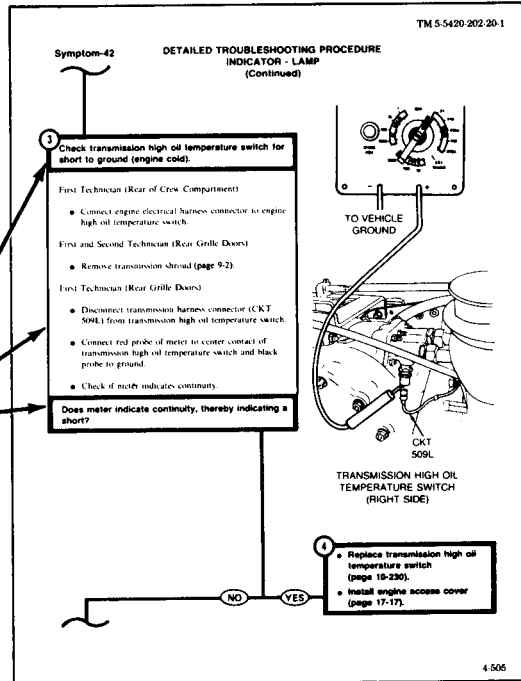 TM 5-5420-202-20-1
Symptom-42
DETAILED TROUBLESHOOTING PROCEDURE
INDICATOR - LAMP
(Continued)
3
Check transmission high oil temperature switch for
short to ground (engine cold).
First Technician (Rear of Crew Compartment)
• Connect engine electrical harness connector to engine
high oil temperature switch.
First and Second Technician (Rear Grille Doors)
• Remove transmission shroud (page 9-2).
First Technician (Rear Grille Doors)
• Disconnect transmission harness connector (CKT
509L) from transmission high oil temperature switch.
• Connect red probe of meter to center contact of
transmission high oil temperature switch and black
probe to ground.
• Check if meter indicates continuity.
Does meter indicate continuity, thereby indicating a
short?
- +
TO VEHICLE
GROUND
CKT
509L
TRANSMISSION HIGH OIL
TEMPERATURE SWITCH
(RIGHT SIDE)
4
• Replace transmission high oil
temperature switch
(page 10-230).
• Install engine access cover
(page 17-17).
NO YES
4-505